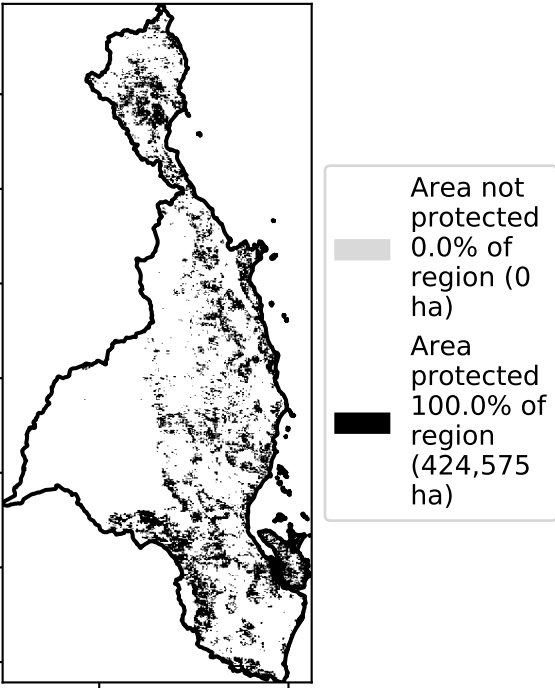 Area not
protected
0.0% of
region (0
ha)
Area
protected
100.0% of
region
(424,575
ha)